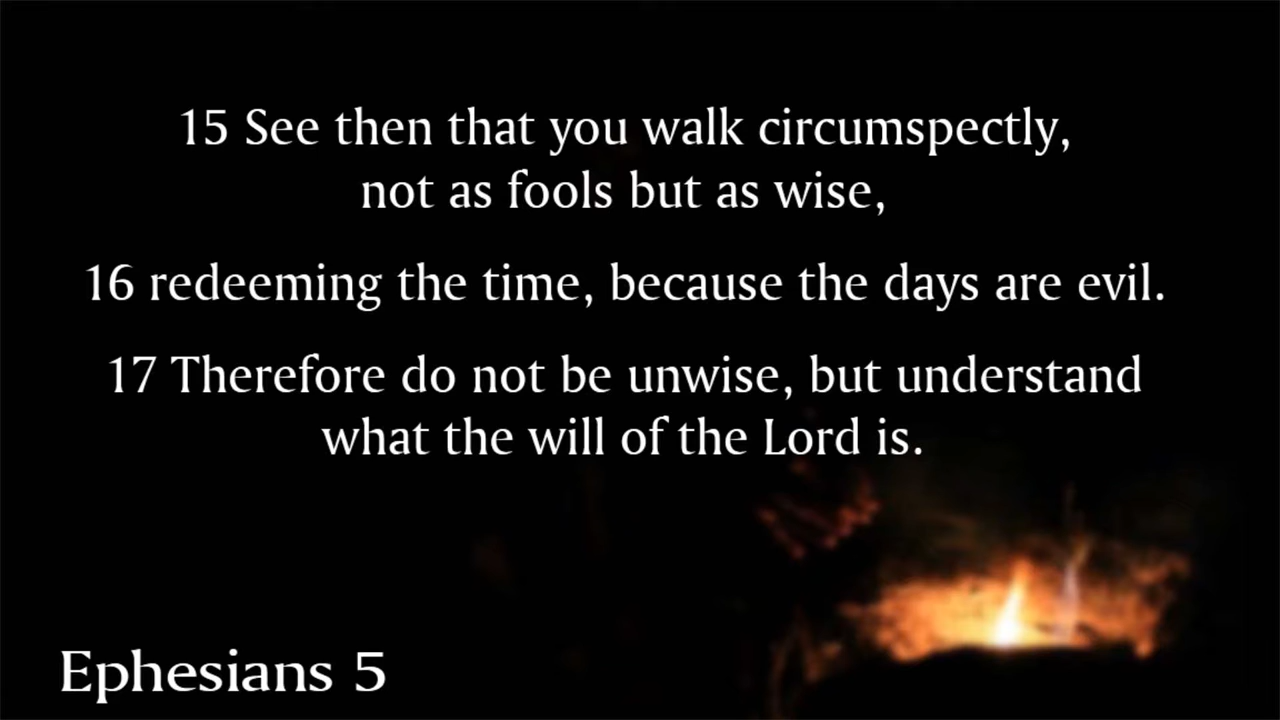 15 See then that you walk circumspectly,
not as fools but as wise,
16 redeeming the time, because the days are evil.
17 Therefore do not be unwise, but understand
what the will of the Lord is.
Ephesians 5